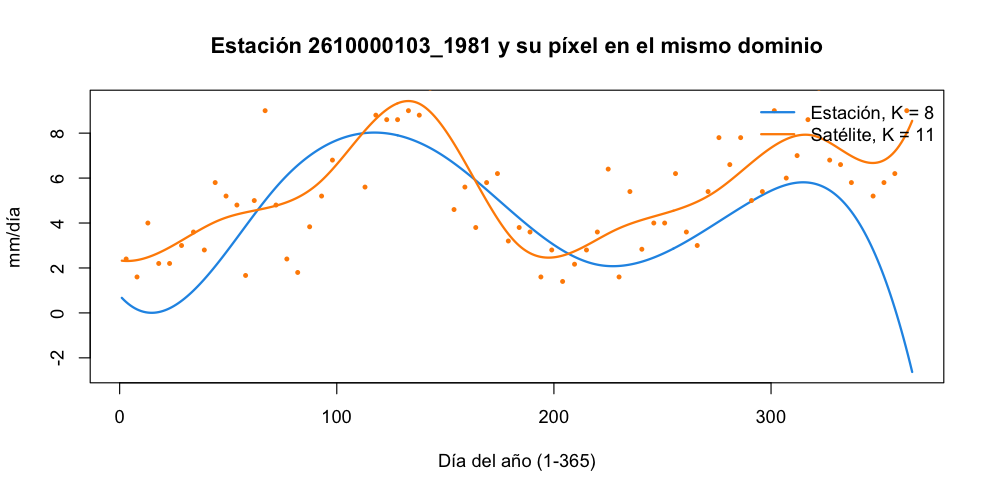 Estación 2610000103_1981 y su píxel en el mismo dominio
mm/día
8
6
4
2
0
-2
Estación, K = 8
Satélite, K = 11
0 100 200 300
Día del año (1-365)